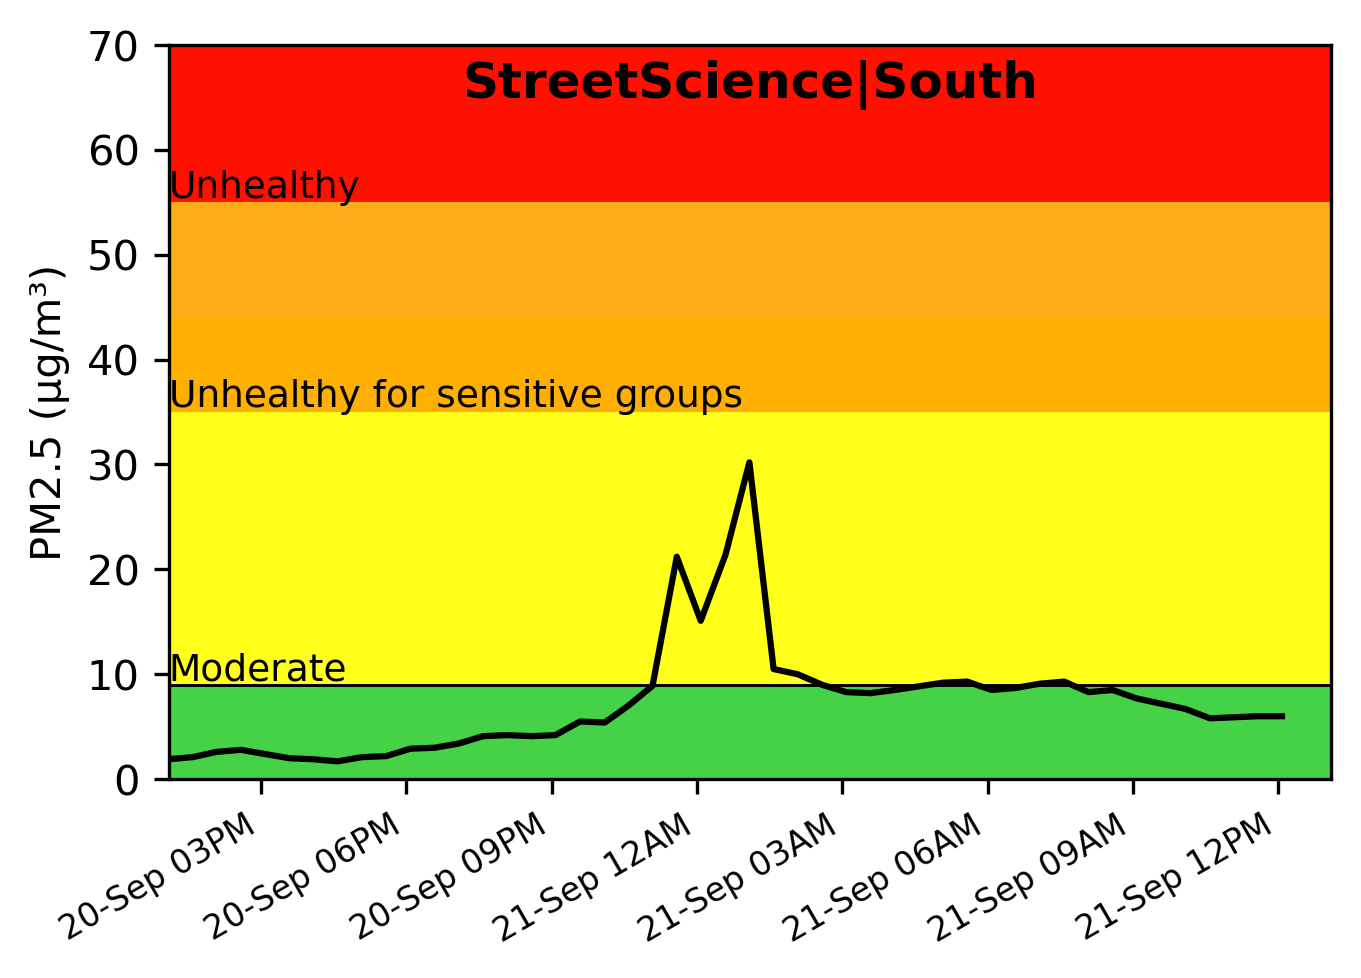 StreetScience|South
PM2.5 (µg/m³)
70
60
50
40
30
20
10
0
Unhealthy
Unhealthy for sensitive groups
Moderate
20-Sep 03PM
20-Sep 06PM
20-Sep 09PM
21-Sep 12AM
21-Sep 03AM
21-Sep 06AM
21-Sep 09AM
21-Sep 12PM